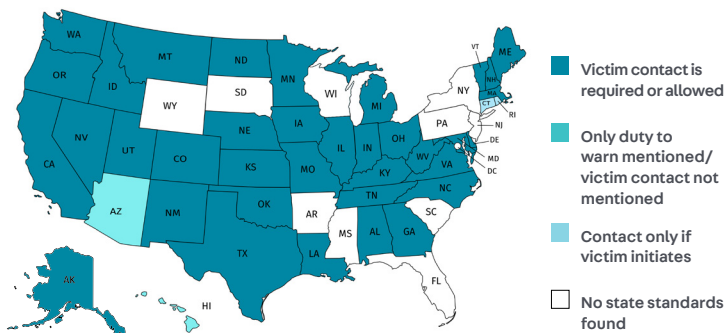 WA
MT
ND
MN
VT
ME
NH
OR
ID
WY
SD
WI
MI
NY
MA
CT
RI
NV
UT
CO
NE
IA
IL
IN
OH
PA
NJ
DE
MD
DC
CA
KS
MO
KY
WV
VA
AZ
NM
OK
AR
TN
NC
SC
TX
LA
MS
AL
GA
FL
AK
HI
Victim contact is
required or allowed
Only duty to
warn mentioned/
victim contact not
mentioned
Contact only if
victim initiates
No state standards
found